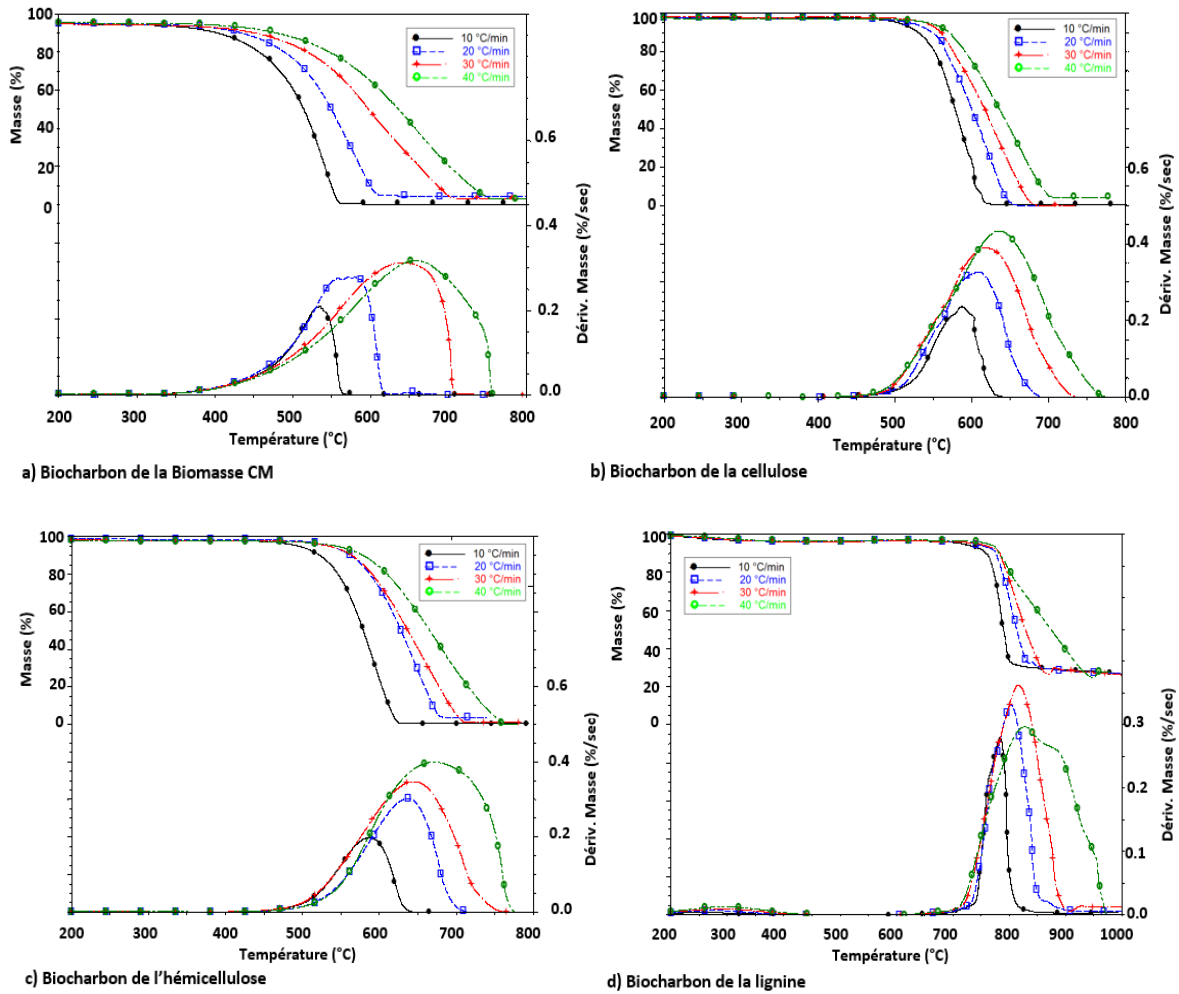 100
80
60
40
20
0
Masse (%)
10 °C/min
20 °C/min
30 °C/min
40 °C/min
0.6
0.4
0.2
0.0
Dériv. Masse (%/sec)
200 300 400 500 600 700 800
Température (°C)
a) Biocharbon de la Biomasse CM
100
80
60
40
20
0
Masse (%)
10 °C/min
20 °C/min
30 °C/min
40 °C/min
0.6
0.4
0.2
0.0
Dériv. Masse (%/sec)
200 300 400 500 600 700 800
Température (°C)
b) Biocharbon de la cellulose
100
80
60
40
20
0
Masse (%)
10 °C/min
20 °C/min
30 °C/min
40 °C/min
0.6
0.4
0.2
0.0
Dériv. Masse (%/sec)
200 300 400 500 600 700 800
Température (°C)
c) Biocharbon de l’hémicellulose
100
80
60
40
20
0
Masse (%)
10 °C/min
20 °C/min
30 °C/min
40 °C/min
0.3
0.2
0.1
0.0
Dériv. Masse (%/sec)
200 300 400 500 600 700 800 900 1000
Température (°C)
d) Biocharbon de la lignine